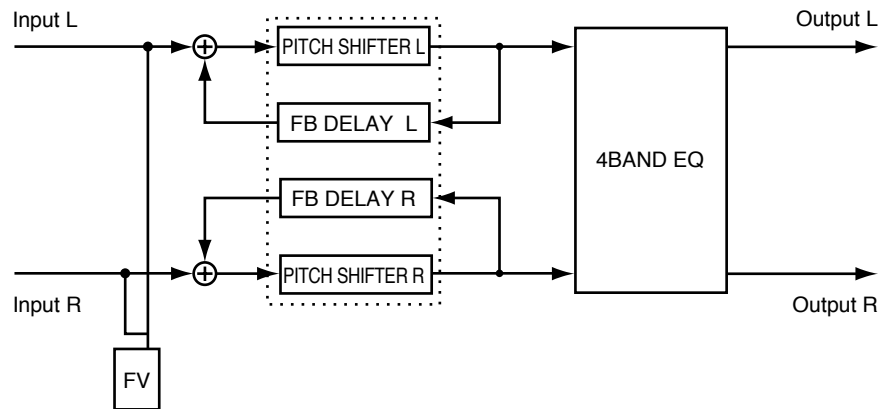 Input L
Output L
PITCH SHIFTER L
FB DELAY L
4BAND EQ
FB DELAY R
PITCH SHIFTER R
Input R
Output R
FV